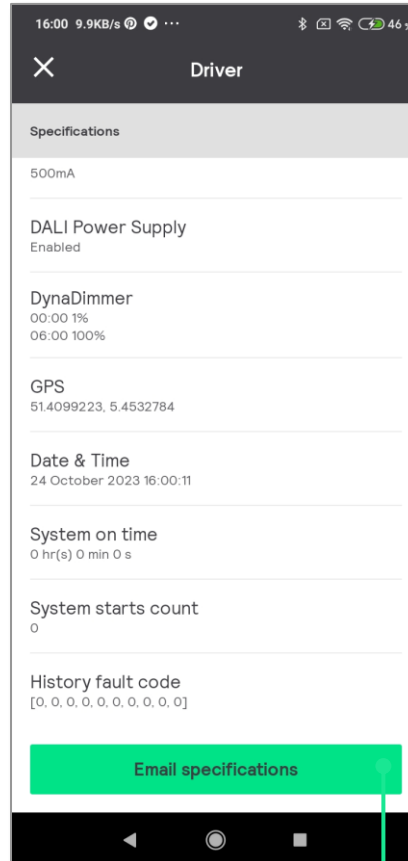 16:00 9.9KB/s ··· 46
Driver
Specifications
500mA
DALI Power Supply
Enabled
DynaDimmer
00:00 1%
06:00 100%
GPS
51.4099223, 5.4532784
Date & Time
24 October 2023 16:00:11
System on time
0 hr(s) 0 min 0 s
System starts count
0
History fault code
[0, 0, 0, 0, 0, 0, 0, 0, 0, 0]
Email specifications